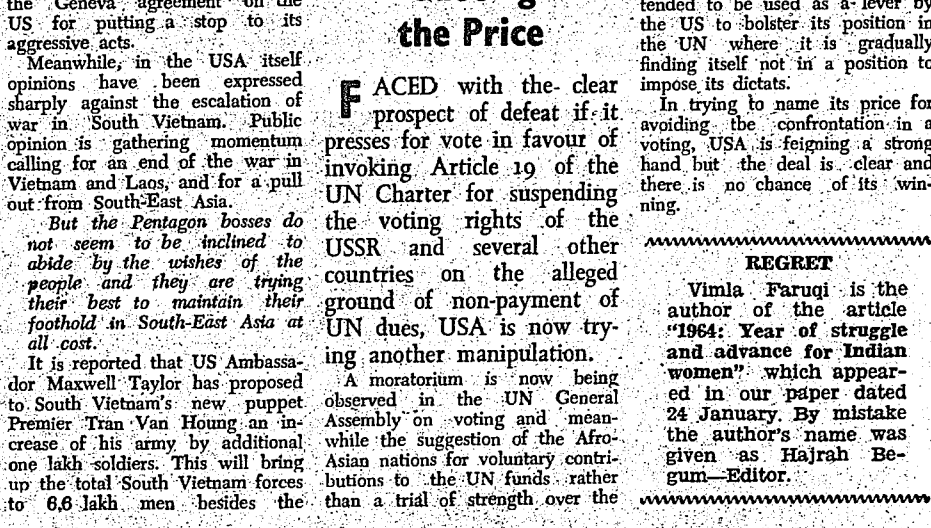 the Geneva agreement on the
US for putting a stop to its
aggressive acts.
Meanwhile, in the USA itself
opinions have been expressed
sharply against the escalation of
war in South Vietnam. Public
opinion is gathering momentum
calling for an end of the war in
Vietnam and Laos, and for a pull
out from South-East Asia.
But the Pentagon bosses do
not seem to be inclined to
abide by the wishes of the
people and they are trying
their best to maintain their
foothold in South-East Asia at
all cost.
It is reported that US Ambassa-
dor Maxwell Taylor has proposed
to South Vietnam's new puppet
Premier Tran Van Houng an in-
crease of his army by additional
one lakh soldiers. This will bring
up the total South Vietnam forces
to 6,6 lakh men besides the
the Price
FACED with the clear
prospect of defeat if it
presses for vote in favour of
invoking Article 19 of the
UN Charter for suspending
the voting rights of the
USSR and several other
countries on the alleged
ground of non-payment of
UN dues, USA is now try-
ing another manipulation.
A moratorium is now being
observed in the UN General
Assembly on voting and mean-
while the suggestion of the Afro-
Asian nations for voluntary contri-
butions to the UN funds rather
than a trial of strength over the
tended to be used as a lever by
the US to bolster its position in
the UN where it is gradually
finding itself not in a position to
impose its dictats.
In trying to name its price for
avoiding the confrontation in a
voting, USA is feigning a strong
hand but the deal is clear and
there is no chance of its win-
ning.
REGRET
Vimla Faruqi is the
author of the article
"1964: Year of struggle
and advance for Indian
women" which appear-
ed in our paper dated
24 January. By mistake
the author's name was
given as Hajrah Be-
gum—Editor.